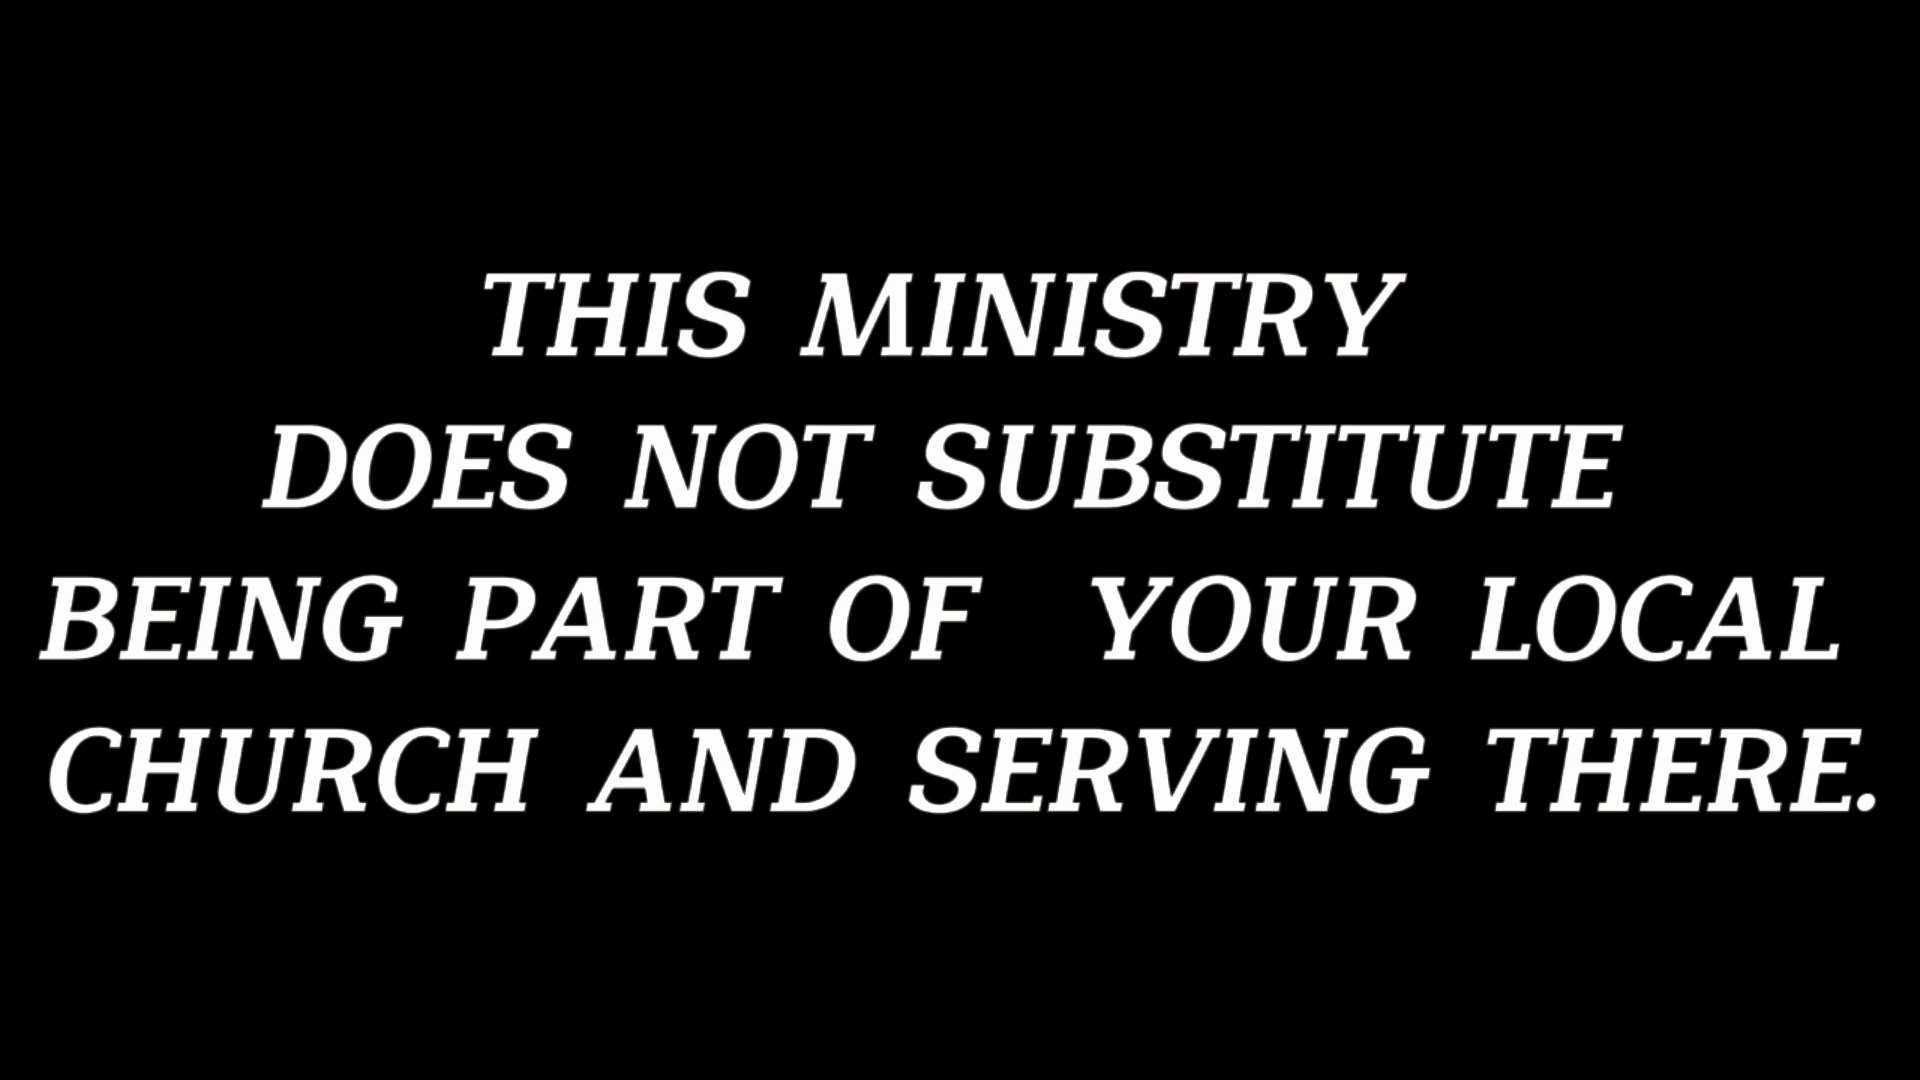 THIS MINISTRY
DOES NOT SUBSTITUTE
BEING PART OF YOUR LOCAL
CHURCH AND SERVING THERE.